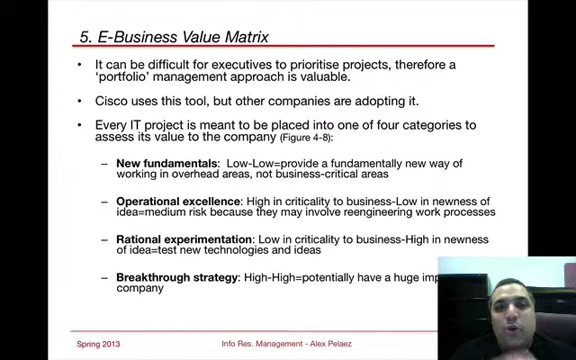 5. E-Business Value Matrix
• It can be difficult for executives to prioritise projects, therefore a
'portfolio' management approach is valuable.
• Cisco uses this tool, but other companies are adopting it.
• Every IT project is meant to be placed into one of four categories to
assess its value to the company (Figure 4-8):
– New fundamentals: Low-Low=provide a fundamentally new way of
working in overhead areas, not business-critical areas
– Operational excellence: High in criticality to business-Low in newness of
idea=medium risk because they may involve reengineering work processes
– Rational experimentation: Low in criticality to business-High in newness
of idea=test new technologies and ideas
– Breakthrough strategy: High-High=potentially have a huge
company
Spring 2013
Info Res. Management - Alex Pelaez